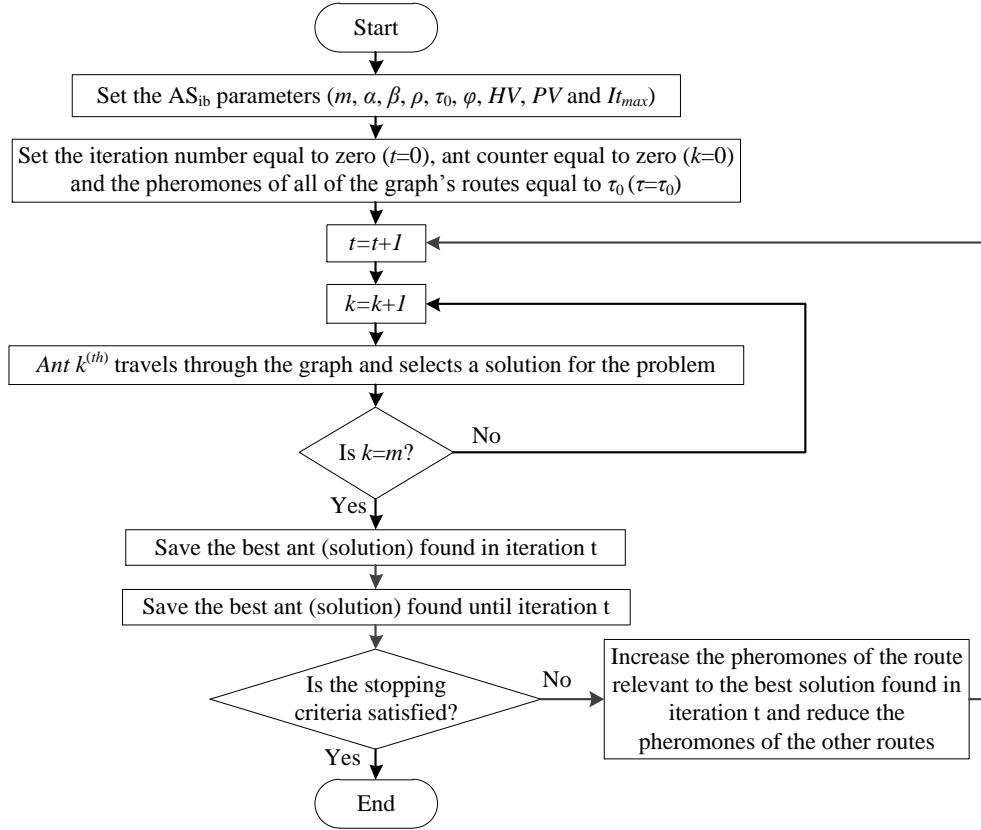 Start
Set the ASib parameters (m, α, β, ρ, τ0, φ, HV, PV and Itmax)
Set the iteration number equal to zero (t=0), ant counter equal to zero (k=0)
and the pheromones of all of the graph's routes equal to τ0 (τ=τ0)
t=t+1
k=k+1
Ant k(th) travels through the graph and selects a solution for the problem
Is k=m?
No
Yes
Save the best ant (solution) found in iteration t
Save the best ant (solution) found until iteration t
Is the stopping
criteria satisfied?
No
Increase the pheromones of the route
relevant to the best solution found in
iteration t and reduce the
pheromones of the other routes
Yes
End